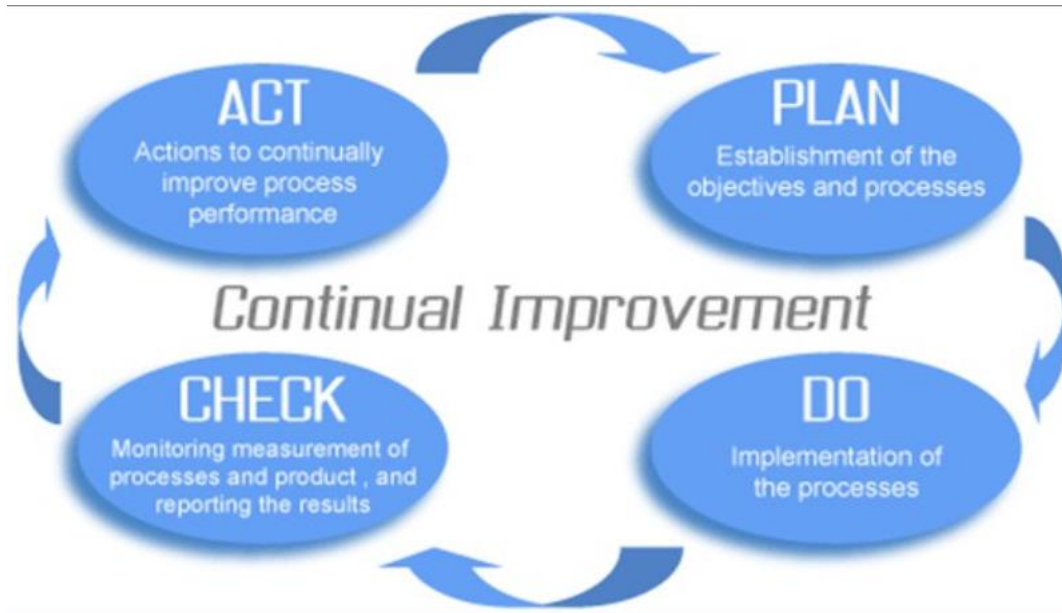 ACT
Actions to continually
improve process
performance
PLAN
Establishment of the
objectives and processes
Continual Improvement
CHECK
Monitoring measurement of
processes and product , and
reporting the results
DO
Implementation of
the processes